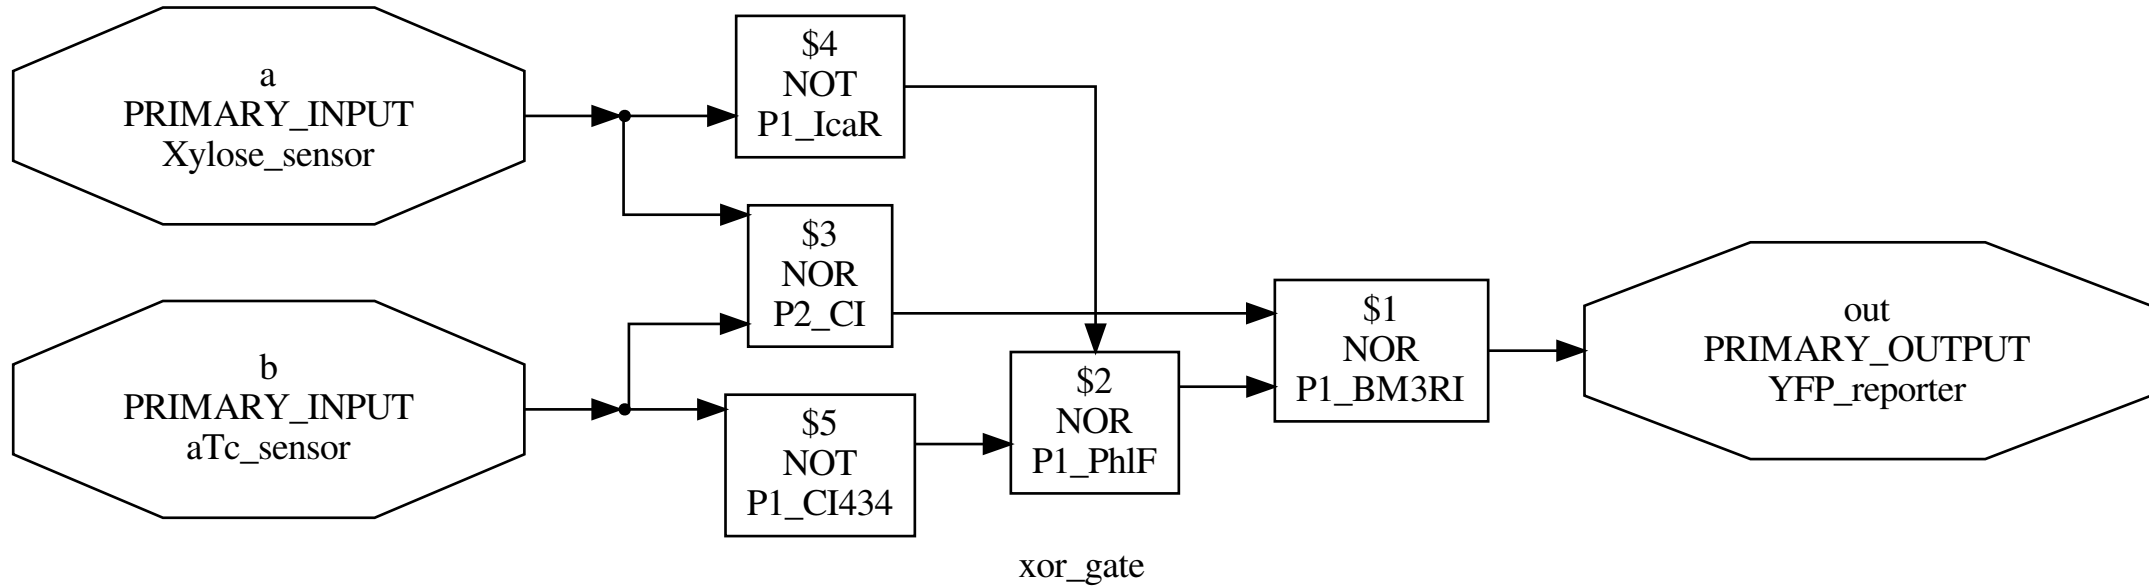 a
PRIMARY_INPUT
Xylose_sensor
$4
NOT
P1_IcaR
$3
NOR
P2_CI
b
PRIMARY_INPUT
aTc_sensor
$5
NOT
P1_CI434
$2
NOR
P1_PhlF
$1
NOR
P1_BM3RI
out
PRIMARY_OUTPUT
YFP_reporter
xor_gate